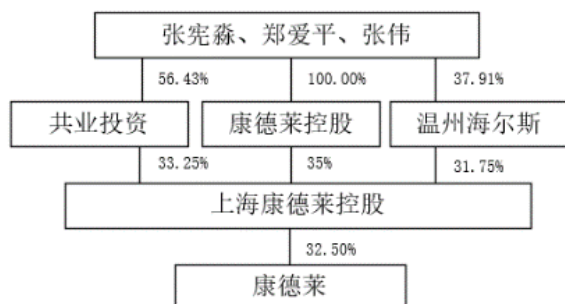 张宪淼、郑爱平、张伟
56.43%
100.00%
37.91%
共业投资
康德莱控股
温州海尔斯
33.25%
35%
31.75%
上海康德莱控股
32.50%
康德莱